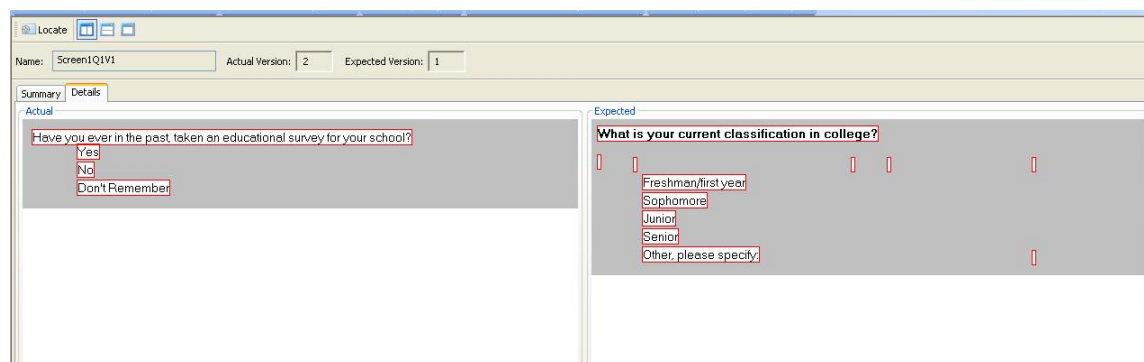 Locate
Name: Screen1Q1V1 Actual Version: 2 Expected Version: 1
Summary Details
Actual
Have you ever in the past, taken an educational survey for your school?
Yes
No
Don't Remember
Expected
What is your current classification in college?
Freshman/first year
Sophomore
Junior
Senior
Other, please specify: